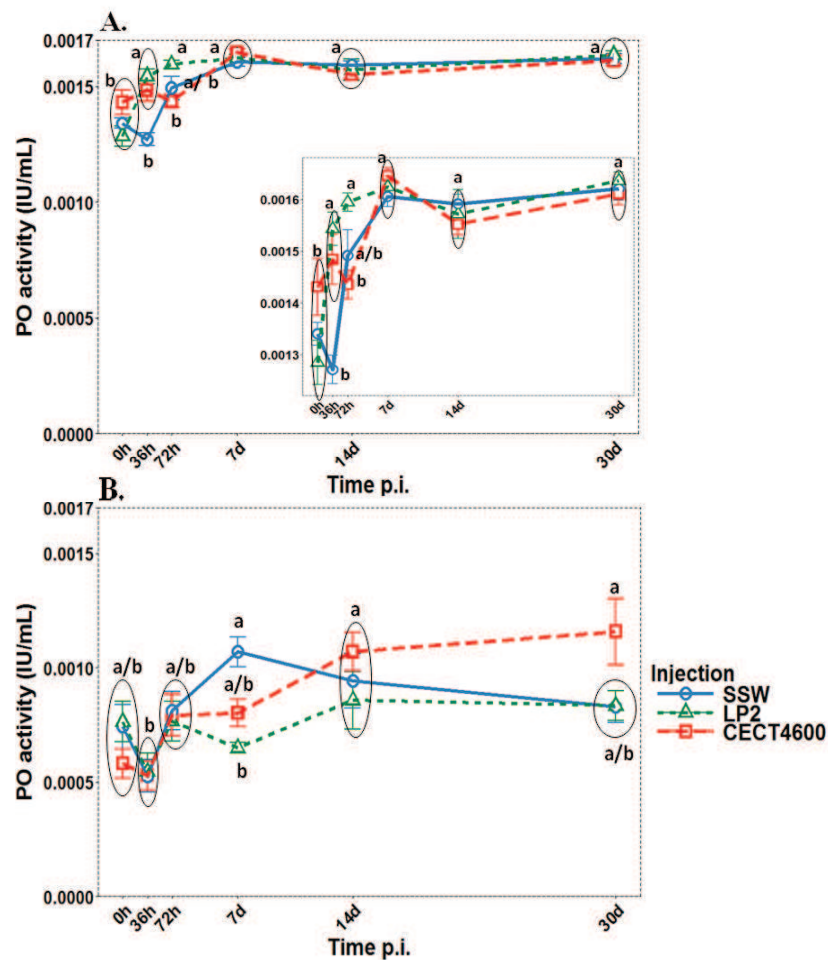 A.
0.0017
0.0015
0.0010
0.0005
0.0000
PO activity (IU/mL)
b
a
a
a
a/ b
b
b
a
a
0.0016
0.0015
0.0014
0.0013
b
a
a
a
a/b
b
b
a
a
0h
36h
72h
7d
14d
30d
0h
36h
72h
7d
14d
30d
Time p.i.
B.
0.0017
0.0015
0.0010
0.0005
0.0000
PO activity (IU/mL)
a/b
b
a/b
a
a/b
b
a
a
a/b
Injection
SSW
LP2
CECT4600
0h
36h
72h
7d
14d
30d
Time p.i.